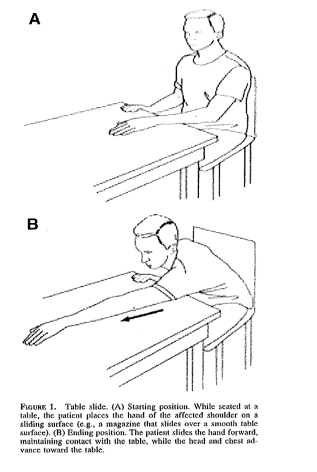 A
B
FIGURE 1. Table slide. (A) Starting position. While seated at a
table, the patient places the hand of the affected shoulder on a
sliding surface (e.g., a magazine that slides over a smooth table
surface). (B) Ending position. The patient slides the hand forward,
maintaining contact with the table, while the head and chest ad-
vance toward the table.